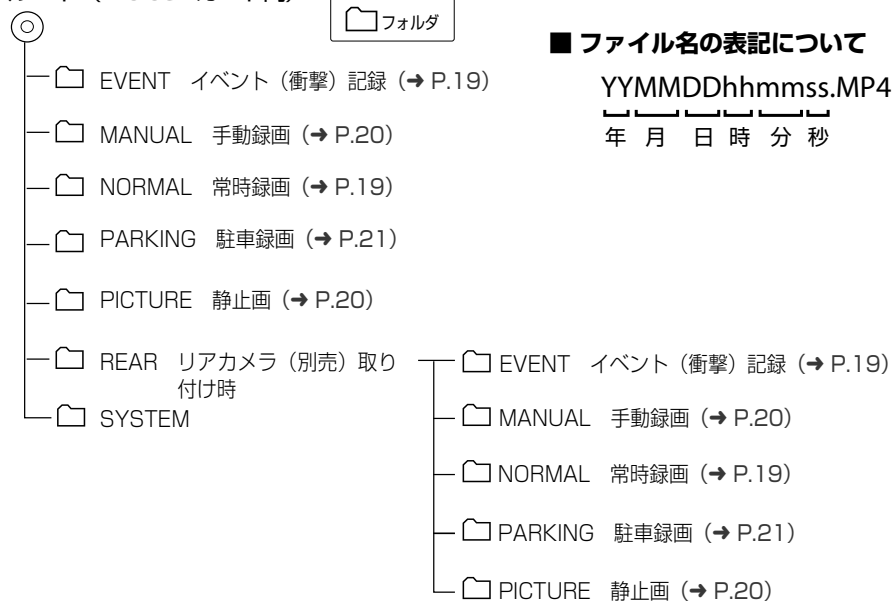 フォルダ
EVENT イベント（衝撃）記録（➜ P.19）
MANUAL 手動録画（➜ P.20）
NORMAL 常時録画（➜ P.19）
PARKING 駐車録画（➜ P.21）
PICTURE 静止画（➜ P.20）
REAR リアカメラ（別売）取り
付け時
SYSTEM
EVENT イベント（衝撃）記録（➜ P.19）
MANUAL 手動録画（➜ P.20）
NORMAL 常時録画（➜ P.19）
PARKING 駐車録画（➜ P.21）
PICTURE 静止画（➜ P.20）
■ ファイル名の表記について
YYMMDDhhmmss.MP4
年 月 日 時 分 秒